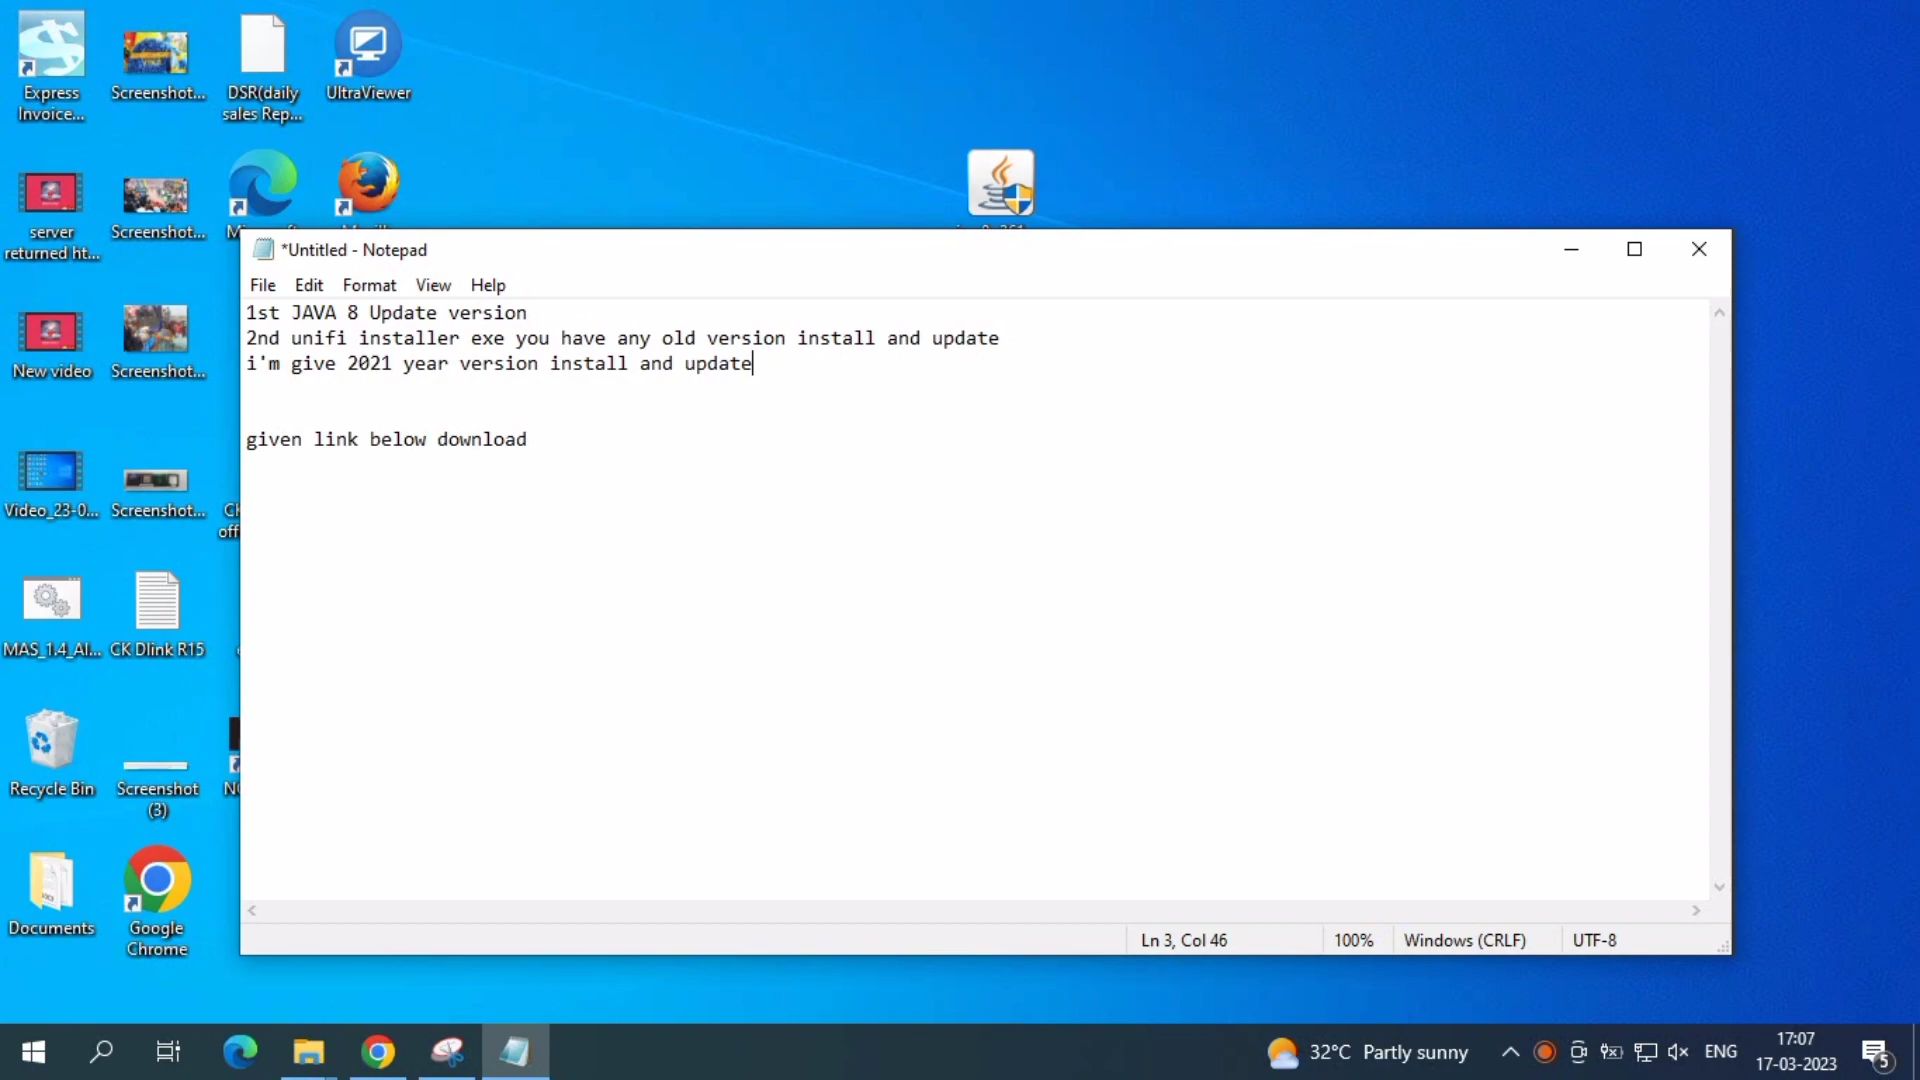 Express
Invoice...
Screenshot...
DSR(daily
sales Rep...
UltraViewer
server
returned ht...
Screenshot...
*Untitled - Notepad
File Edit Format View Help
1st JAVA 8 Update version
2nd unifi installer exe you have any old version install and update
i'm give 2021 year version install and update
given link below download
New video
Screenshot...
Video_23-0...
Screenshot...
MAS_1.4_AI...
CK Dlink R15
Recycle Bin
Screenshot
(3)
Documents
Google
Chrome
Ln 3, Col 46
100%
Windows (CRLF)
UTF-8
32°C Partly sunny
ENG
17:07
17-03-2023
5